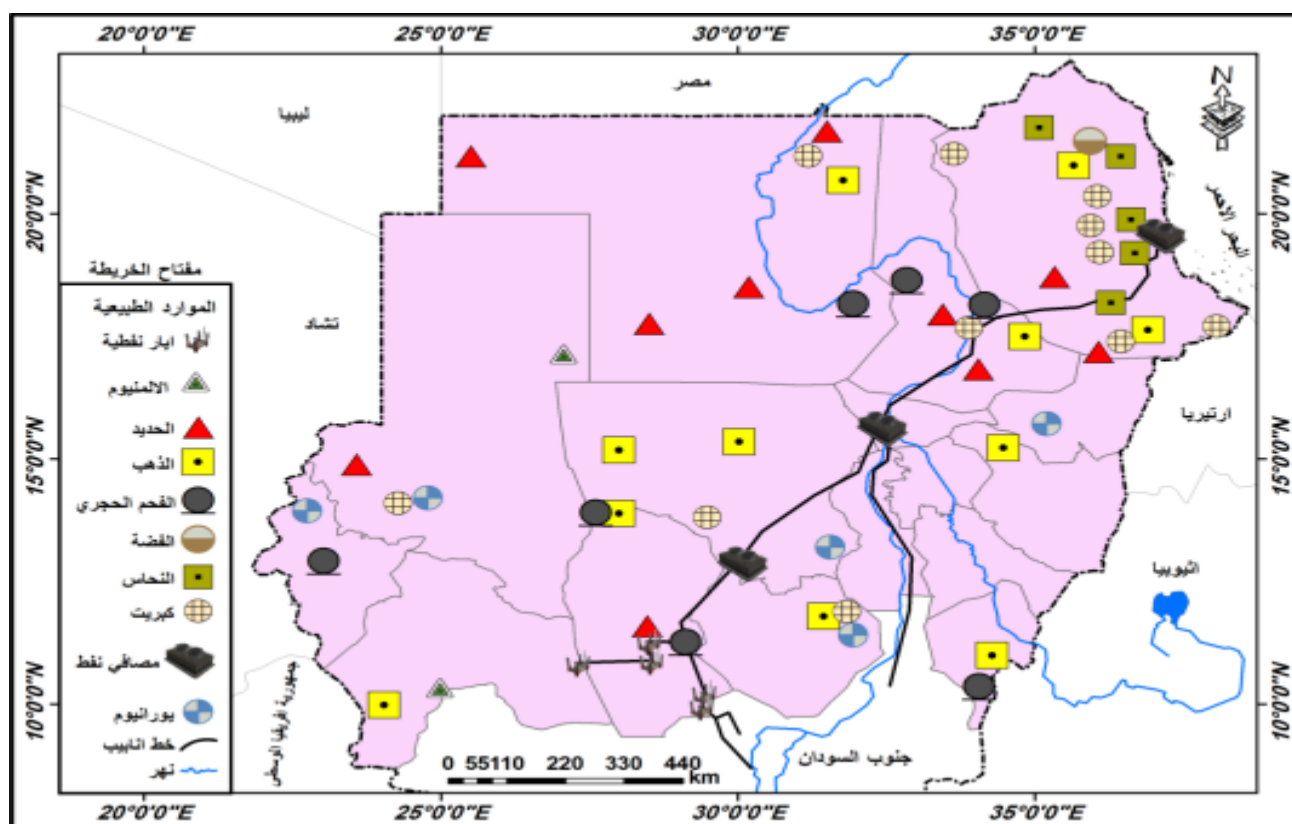 20°0'0"E 25°0'0"E 30°0'0"E 35°0'0"E
مصر
N
ليبيا
20°0'0"N
20°0'0"N
البحر الاحمر
مفتاح الخريطة
الموارد الطبيعية
ابار نفطية
الالمنيوم
الحديد
الذهب
الفحم الحجري
الفضة
النحاس
كبريت
مصافي نفط
يورانيوم
خط انابيب
نهر
تشاد
ارتيريا
15°0'0"N
15°0'0"N
اثيوبيا
10°0'0"N
10°0'0"N
جمهورية افريقيا الوسطى
جنوب السودان
0 55110 220 330 440
km
20°0'0"E 25°0'0"E 30°0'0"E 35°0'0"E